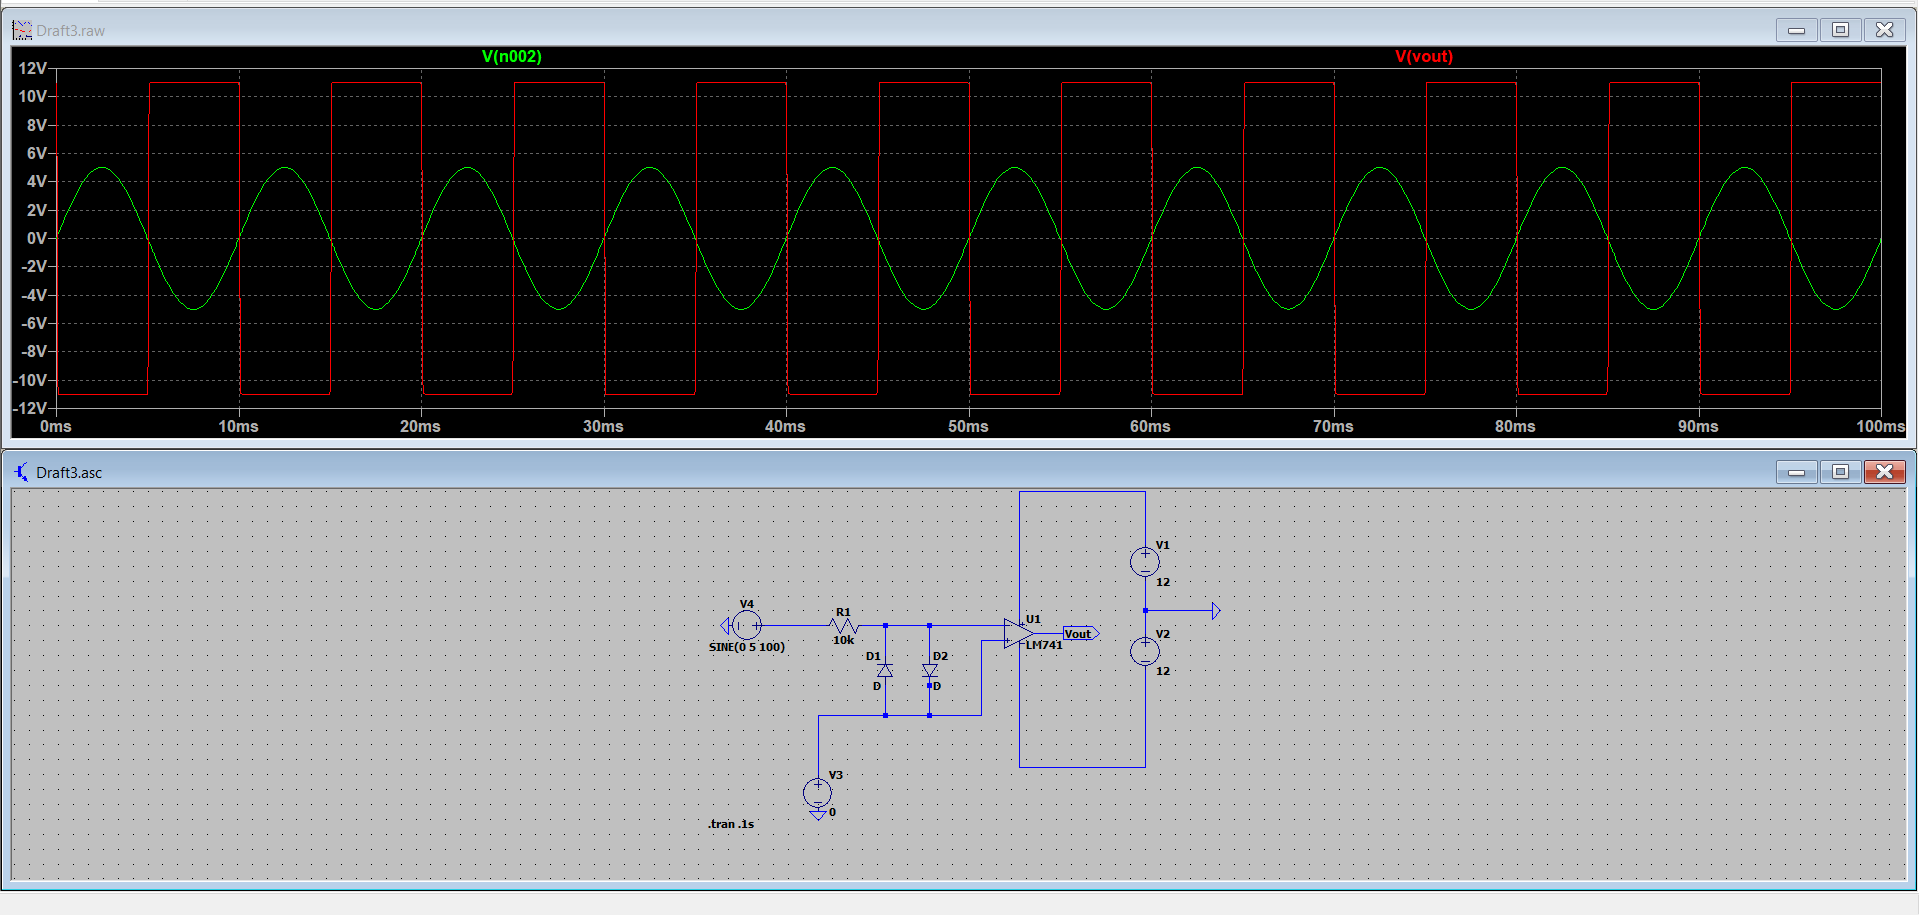 Draft3.raw
V(n002) V(vout)
12V
10V
8V
6V
4V
2V
0V
-2V
-4V
-6V
-8V
-10V
-12V
0ms 10ms 20ms 30ms 40ms 50ms 60ms 70ms 80ms 90ms 100ms
Draft3.asc
V1
12
V4
SINE(0 5 100)
R1
10k
U1
LM741
Vout
V2
12
D1
D
D2
D
V3
0
.tran .1s